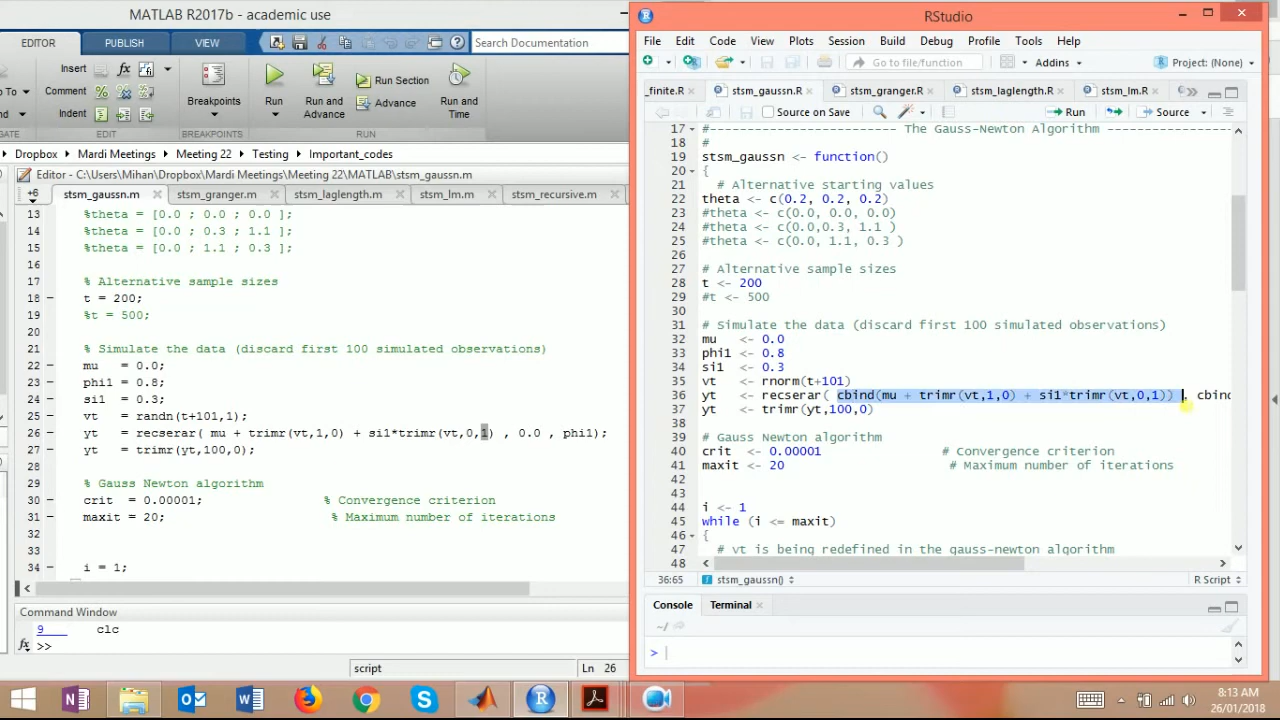 MATLAB R2017b - academic use
EDITOR PUBLISH VIEW Search Documentation
Insert fx
Comment
Indent
Breakpoints
Run
Run and Advance
Run Section
Advance
Run and Time
BREAKPOINTS
RUN
Dropbox Mardi Meetings Meeting 22 Testing Important_codes
Editor - C:\Users\Mihan\Dropbox\Mardi Meetings\Meeting 22\MATLAB\stsm_gaussn.m
+6 stsm_gaussn.m stsm_granger.m stsm_laglength.m stsm_lm.m stsm_recursive.m
13 %theta = [0.0 ; 0.0 ; 0.0 ];
14 %theta = [0.0 ; 0.3 ; 1.1 ];
15 %theta = [0.0 ; 1.1 ; 0.3 ];
16
17 % Alternative sample sizes
18 t = 200;
19 %t = 500;
20
21 % Simulate the data (discard first 100 simulated observations)
22 mu = 0.0;
23 phi1 = 0.8;
24 si1 = 0.3;
25 vt = randn(t+101,1);
26 yt = recserar( mu + trimr(vt,1,0) + si1*trimr(vt,0,1) , 0.0 , phi1);
27 yt = trimr(yt,100,0);
28
29 % Gauss Newton algorithm
30 crit = 0.00001; % Convergence criterion
31 maxit = 20; % Maximum number of iterations
32
33
34 i = 1;
Command Window
9 clc
fx >>
script Ln 26
RStudio
File Edit Code View Plots Session Build Debug Profile Tools Help
Go to file/function Addins Project: (None)
_finite.R stsm_gaussn.R stsm_granger.R stsm_laglength.R stsm_lm.R
Source on Save Run Source
17 #------------------------- The Gauss-Newton Algorithm -----------------
18 #
19 stsm_gaussn <- function()
20 {
21 # Alternative starting values
22 theta <- c(0.2, 0.2, 0.2)
23 #theta <- c(0.0, 0.0, 0.0)
24 #theta <- c(0.0,0.3, 1.1 )
25 #theta <- c(0.0, 1.1, 0.3 )
26
27 # Alternative sample sizes
28 t <- 200
29 #t <- 500
30
31 # Simulate the data (discard first 100 simulated observations)
32 mu <- 0.0
33 phi1 <- 0.8
34 si1 <- 0.3
35 vt <- rnorm(t+101)
36 yt <- recserar( cbind(mu + trimr(vt,1,0) + si1*trimr(vt,0,1)) , cbind
37 yt <- trimr(yt,100,0)
38
39 # Gauss Newton algorithm
40 crit <- 0.00001 # Convergence criterion
41 maxit <- 20 # Maximum number of iterations
42
43
44 i <- 1
45 while (i <= maxit)
46 {
47 # vt is being redefined in the gauss-newton algorithm
48
36:65 stsm_gaussn() R Script
Console Terminal
~/
>
8:13 AM
26/01/2018